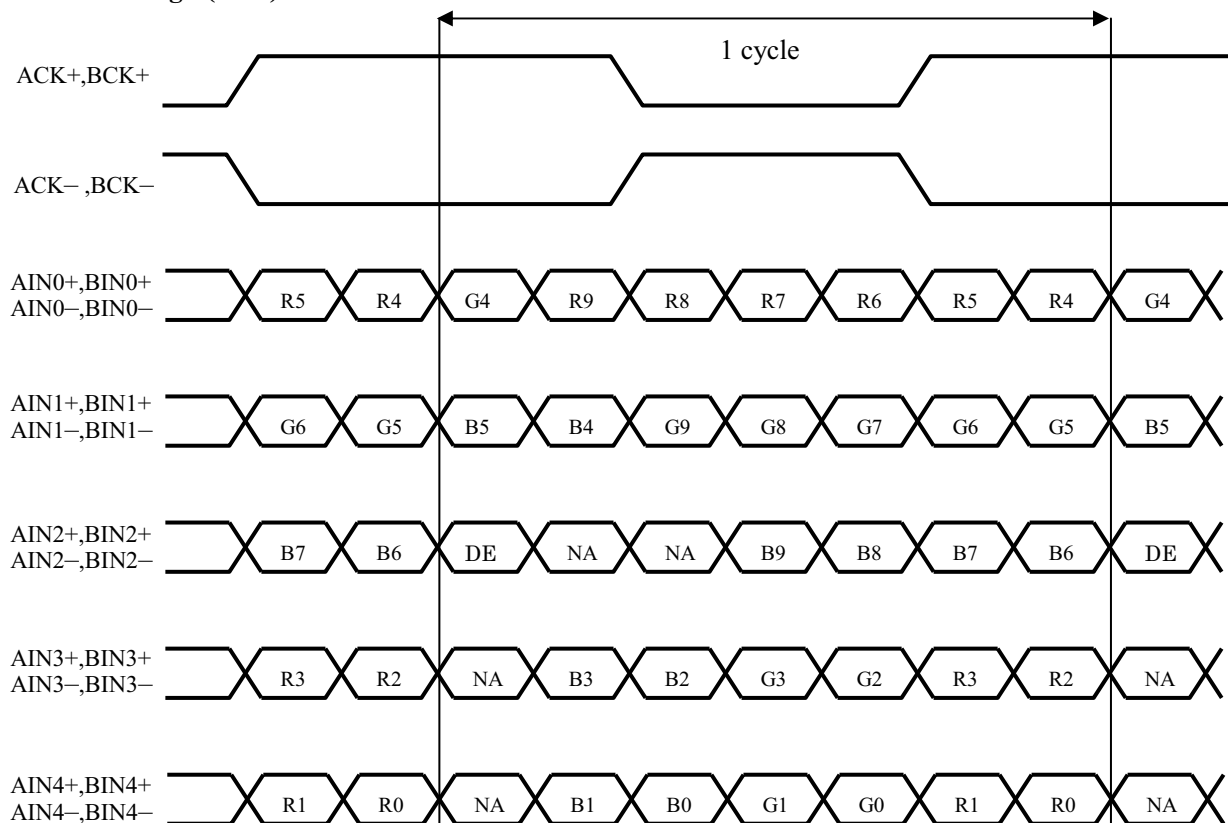 1 cycle
ACK+,BCK+
ACK− ,BCK−
AIN0+,BIN0+
AIN0−,BIN0−
R5 R4 G4 R9 R8 R7 R6 R5 R4 G4
AIN1+,BIN1+
AIN1−,BIN1−
G6 G5 B5 B4 G9 G8 G7 G6 G5 B5
AIN2+,BIN2+
AIN2−,BIN2−
B7 B6 DE NA NA B9 B8 B7 B6 DE
AIN3+,BIN3+
AIN3−,BIN3−
R3 R2 NA B3 B2 G3 G2 R3 R2 NA
AIN4+,BIN4+
AIN4−,BIN4−
R1 R0 NA B1 B0 G1 G0 R1 R0 NA